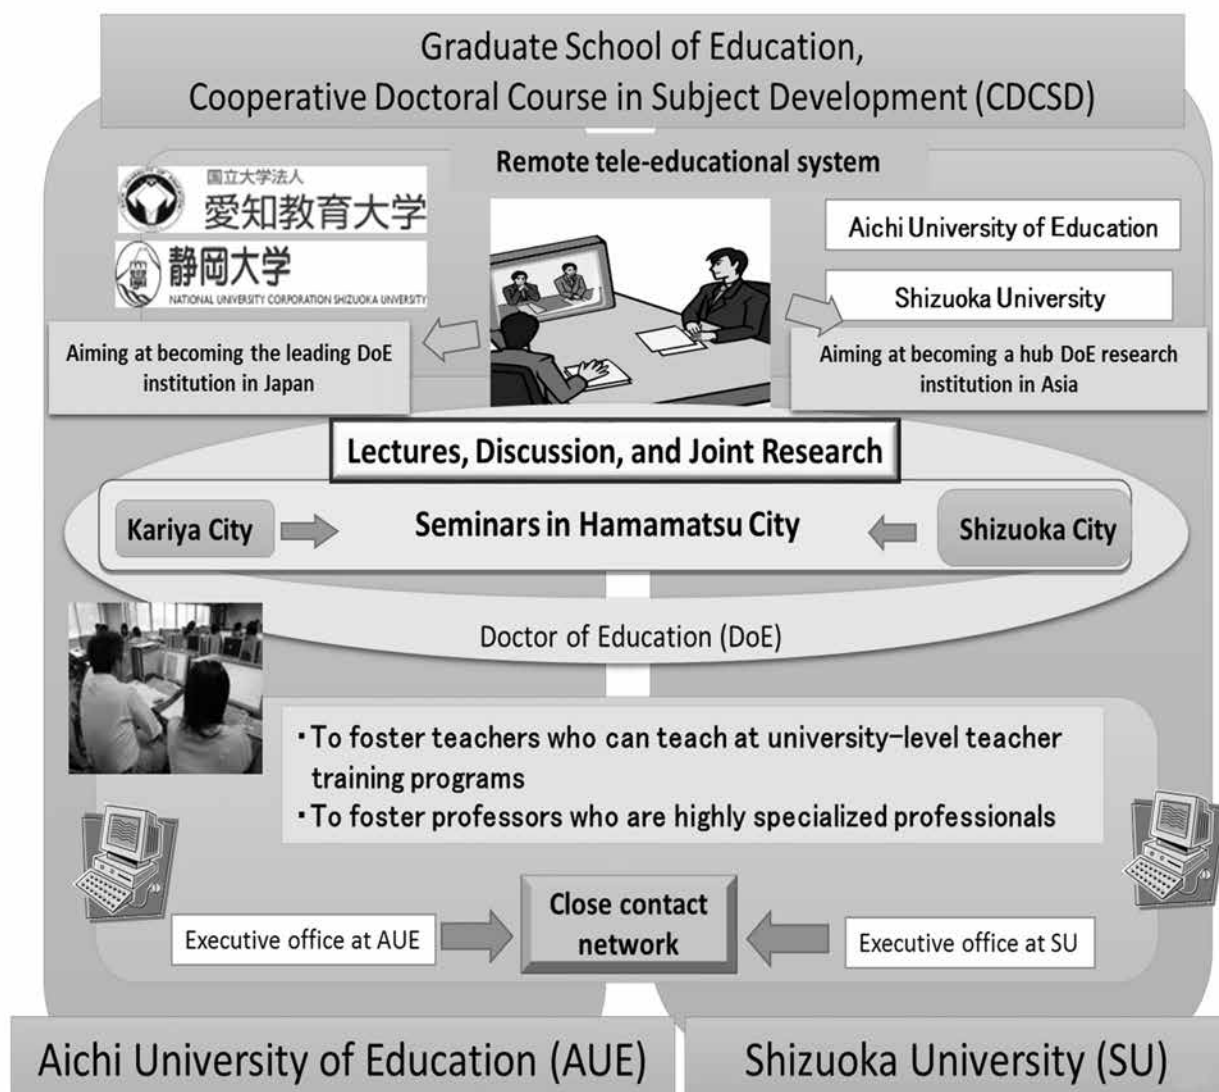 Graduate School of Education,
Cooperative Doctoral Course in Subject Development (CDCSD)
Remote tele-educational system
国立大学法人
愛知教育大学
静岡大学
NATIONAL UNIVERSITY CORPORATION SHIZUOKA UNIVERSITY
Aichi University of Education
Shizuoka University
Aiming at becoming the leading DoE
institution in Japan
Aiming at becoming a hub DoE research
institution in Asia
Lectures, Discussion, and Joint Research
Kariya City
Seminars in Hamamatsu City
Shizuoka City
Doctor of Education (DoE)
・To foster teachers who can teach at university-level teacher
training programs
・To foster professors who are highly specialized professionals
Close contact
network
Executive office at AUE
Executive office at SU
Aichi University of Education (AUE)
Shizuoka University (SU)